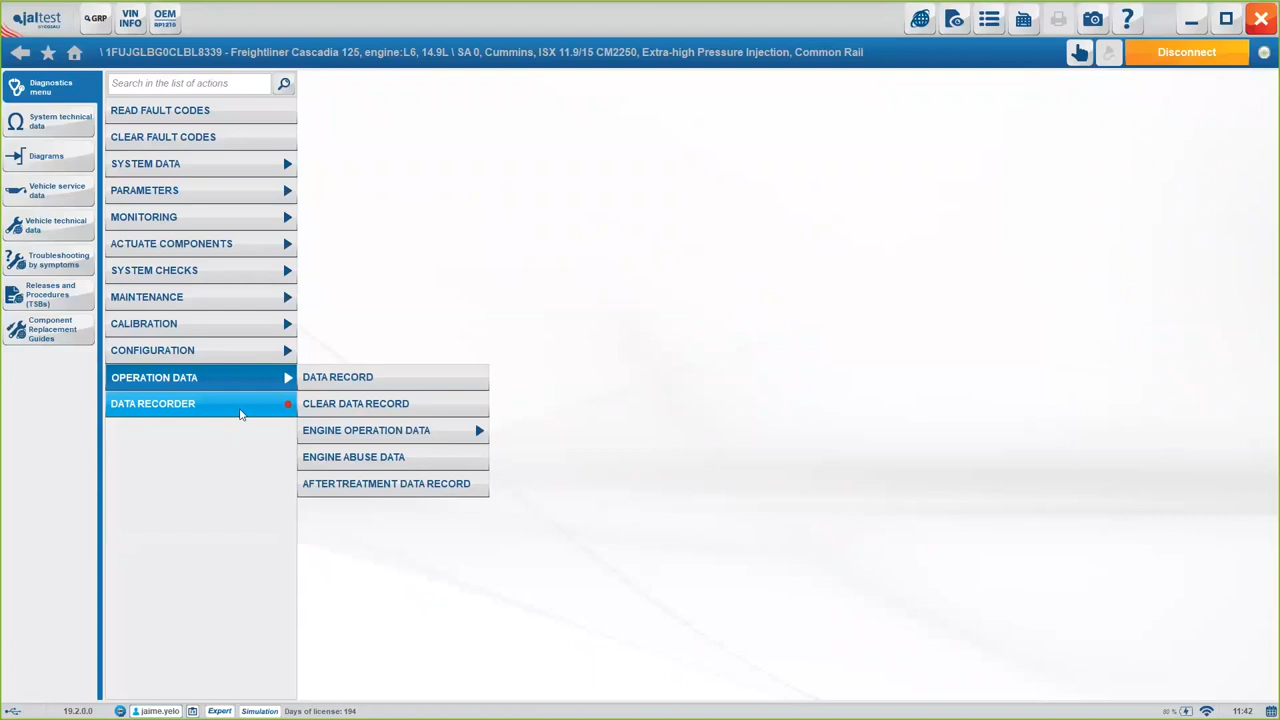 jaltest
GRP
VIN
INFO
OEM
RP1210
\ 1FUJGLBG0CLBL8339 - Freightliner Cascadia 125, engine:L6, 14.9L \ SA 0, Cummins, ISX 11.9/15 CM2250, Extra-high Pressure Injection, Common Rail
Disconnect
Diagnostics
menu
System technical
data
Diagrams
Vehicle service
data
Vehicle technical
data
Troubleshooting
by symptoms
Releases and
Procedures
(TSBs)
Component
Replacement
Guides
Search in the list of actions
READ FAULT CODES
CLEAR FAULT CODES
SYSTEM DATA
PARAMETERS
MONITORING
ACTUATE COMPONENTS
SYSTEM CHECKS
MAINTENANCE
CALIBRATION
CONFIGURATION
OPERATION DATA
DATA RECORDER
DATA RECORD
CLEAR DATA RECORD
ENGINE OPERATION DATA
ENGINE ABUSE DATA
AFTERTREATMENT DATA RECORD
19.2.0.0
jaime.yelo
Expert
Simulation
Days of license: 194
80 %
11:42